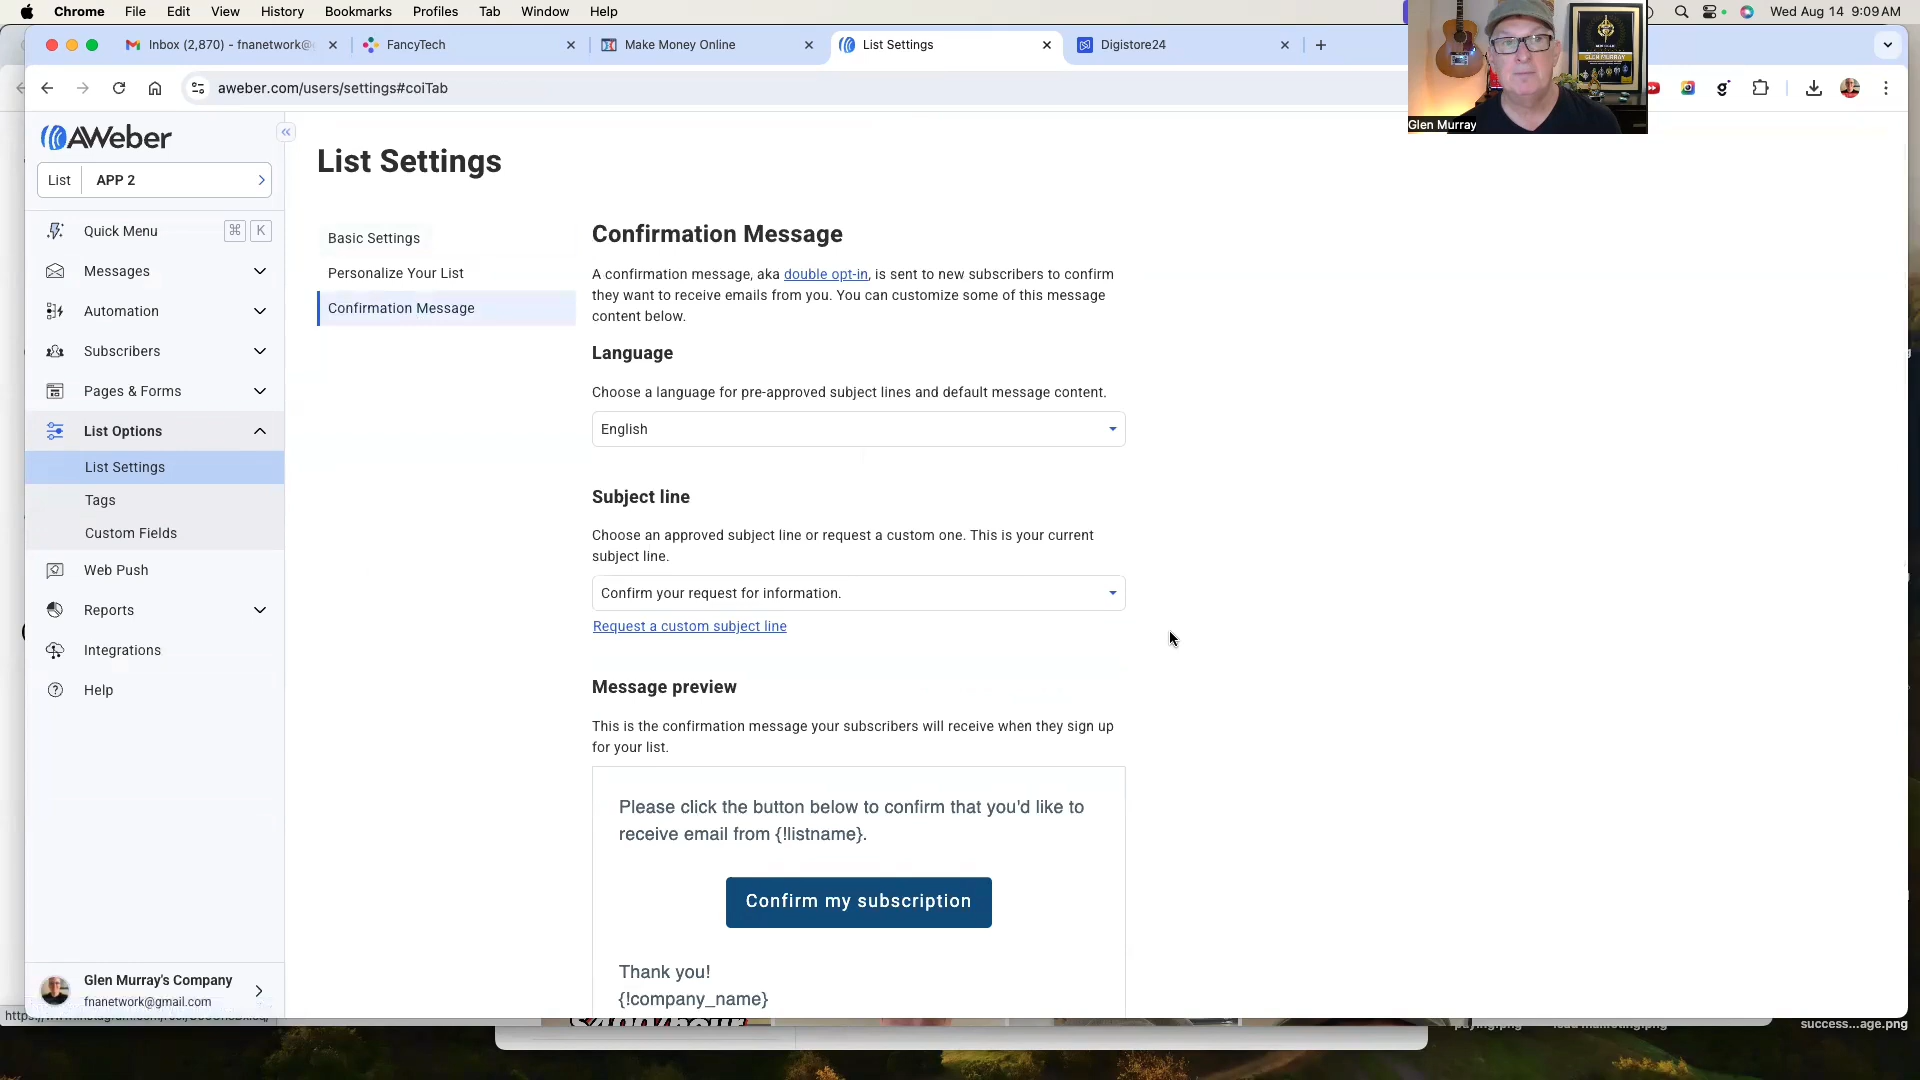 Chrome File Edit View History Bookmarks Profiles Tab Window Help
Wed Aug 14 9:09 AM
Inbox (2,870) - fnanetwork@
FancyTech
Make Money Online
List Settings
Digistore24
aweber.com/users/settings#coiTab
GLEN MURRAY
Glen Murray
AWeber
List APP 2
Quick Menu ⌘ K
Messages
Automation
Subscribers
Pages & Forms
List Options
List Settings
Tags
Custom Fields
Web Push
Reports
Integrations
Help
Glen Murray's Company
fnanetwork@gmail.com
List Settings
Basic Settings
Personalize Your List
Confirmation Message
Confirmation Message
A confirmation message, aka double opt-in, is sent to new subscribers to confirm
they want to receive emails from you. You can customize some of this message
content below.
Language
Choose a language for pre-approved subject lines and default message content.
English
Subject line
Choose an approved subject line or request a custom one. This is your current
subject line.
Confirm your request for information.
Request a custom subject line
Message preview
This is the confirmation message your subscribers will receive when they sign up
for your list.
Please click the button below to confirm that you'd like to
receive email from {!listname}.
Confirm my subscription
Thank you!
{!company_name}
success...age.png